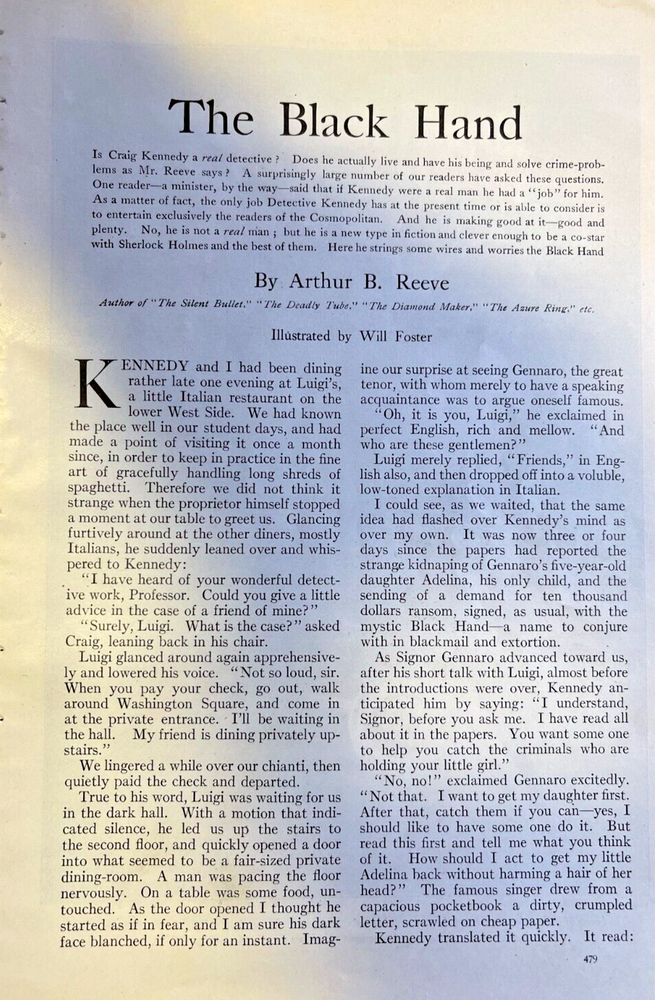 The Black Hand
Is Craig Kennedy a real detective? Does he actually live and have his being and solve crime-prob-
lems as Mr. Reeve says? A surprisingly large number of our readers have asked these questions.
One reader—a minister, by the way—said that if Kennedy were a real man he had a "job" for him.
As a matter of fact, the only job Detective Kennedy has at the present time or is able to consider is
to entertain exclusively the readers of the Cosmopolitan. And he is making good at it—good and
plenty. No, he is not a real man; but he is a new type in fiction and clever enough to be a co-star
with Sherlock Holmes and the best of them. Here he strings some wires and worries the Black Hand
By Arthur B. Reeve
Author of "The Silent Bullet," "The Deadly Tube," "The Diamond Maker," "The Azure Ring," etc.
Illustrated by Will Foster
KENNEDY and I had been dining
rather late one evening at Luigi's,
a little Italian restaurant on the
lower West Side. We had known
the place well in our student days, and had
made a point of visiting it once a month
since, in order to keep in practice in the fine
art of gracefully handling long shreds of
spaghetti. Therefore we did not think it
strange when the proprietor himself stopped
a moment at our table to greet us. Glancing
furtively around at the other diners, mostly
Italians, he suddenly leaned over and whis-
pered to Kennedy:
"I have heard of your wonderful detect-
ive work, Professor. Could you give a little
advice in the case of a friend of mine?"
"Surely, Luigi. What is the case?" asked
Craig, leaning back in his chair.
Luigi glanced around again apprehensive-
ly and lowered his voice. "Not so loud, sir.
When you pay your check, go out, walk
around Washington Square, and come in
at the private entrance. I'll be waiting in
the hall. My friend is dining privately up-
stairs."
We lingered a while over our chianti, then
quietly paid the check and departed.
True to his word, Luigi was waiting for us
in the dark hall. With a motion that indi-
cated silence, he led us up the stairs to
the second floor, and quickly opened a door
into what seemed to be a fair-sized private
dining-room. A man was pacing the floor
nervously. On a table was some food, un-
touched. As the door opened I thought he
started as if in fear, and I am sure his dark
face blanched, if only for an instant. Imag-
ine our surprise at seeing Gennaro, the great
tenor, with whom merely to have a speaking
acquaintance was to argue oneself famous.
"Oh, it is you, Luigi," he exclaimed in
perfect English, rich and mellow. "And
who are these gentlemen?"
Luigi merely replied, "Friends," in Eng-
lish also, and then dropped off into a voluble,
low-toned explanation in Italian.
I could see, as we waited, that the same
idea had flashed over Kennedy's mind as
over my own. It was now three or four
days since the papers had reported the
strange kidnaping of Gennaro's five-year-old
daughter Adelina, his only child, and the
sending of a demand for ten thousand
dollars ransom, signed, as usual, with the
mystic Black Hand—a name to conjure
with in blackmail and extortion.
As Signor Gennaro advanced toward us,
after his short talk with Luigi, almost before
the introductions were over, Kennedy an-
ticipated him by saying: "I understand,
Signor, before you ask me. I have read all
about it in the papers. You want some one
to help you catch the criminals who are
holding your little girl."
"No, no!" exclaimed Gennaro excitedly.
"Not that. I want to get my daughter first.
After that, catch them if you can—yes, I
should like to have some one do it. But
read this first and tell me what you think
of it. How should I act to get my little
Adelina back without harming a hair of her
head?" The famous singer drew from a
capacious pocketbook a dirty, crumpled
letter, scrawled on cheap paper.
Kennedy translated it quickly. It read:
479